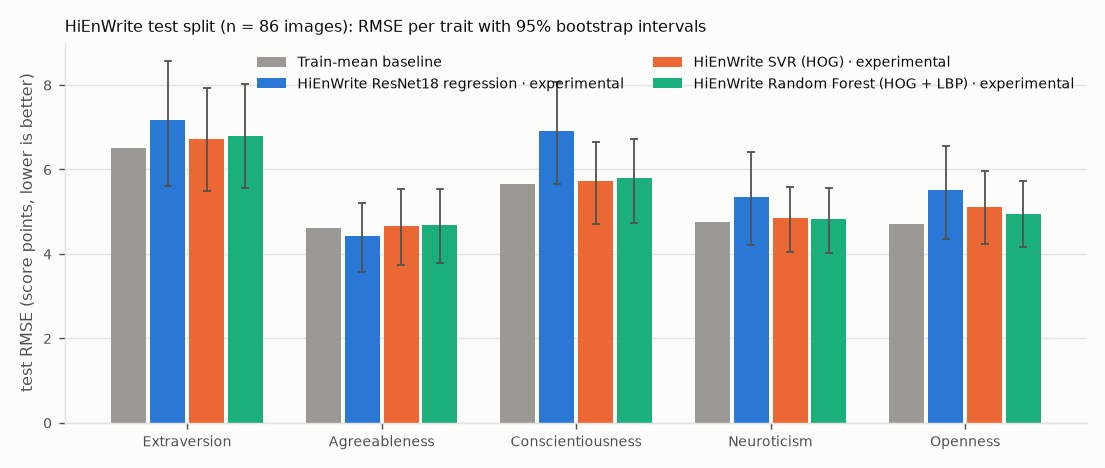 HiEnWrite test split (n = 86 images): RMSE per trait with 95% bootstrap intervals
Train-mean baseline
HiEnWrite ResNet18 regression · experimental
HiEnWrite SVR (HOG) · experimental
HiEnWrite Random Forest (HOG + LBP) · experimental
test RMSE (score points, lower is better)
8
6
4
2
0
Extraversion
Agreeableness
Conscientiousness
Neuroticism
Openness